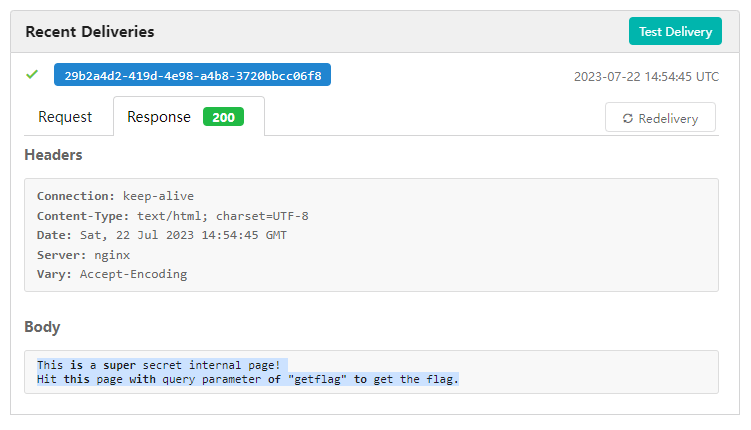 Recent Deliveries
Test Delivery
29b2a4d2-419d-4e98-a4b8-3720bbcc06f8
2023-07-22 14:54:45 UTC
Request
Response 200
Redelivery
Headers
Connection: keep-alive
Content-Type: text/html; charset=UTF-8
Date: Sat, 22 Jul 2023 14:54:45 GMT
Server: nginx
Vary: Accept-Encoding
Body
This is a super secret internal page!
Hit this page with query parameter of "getflag" to get the flag.